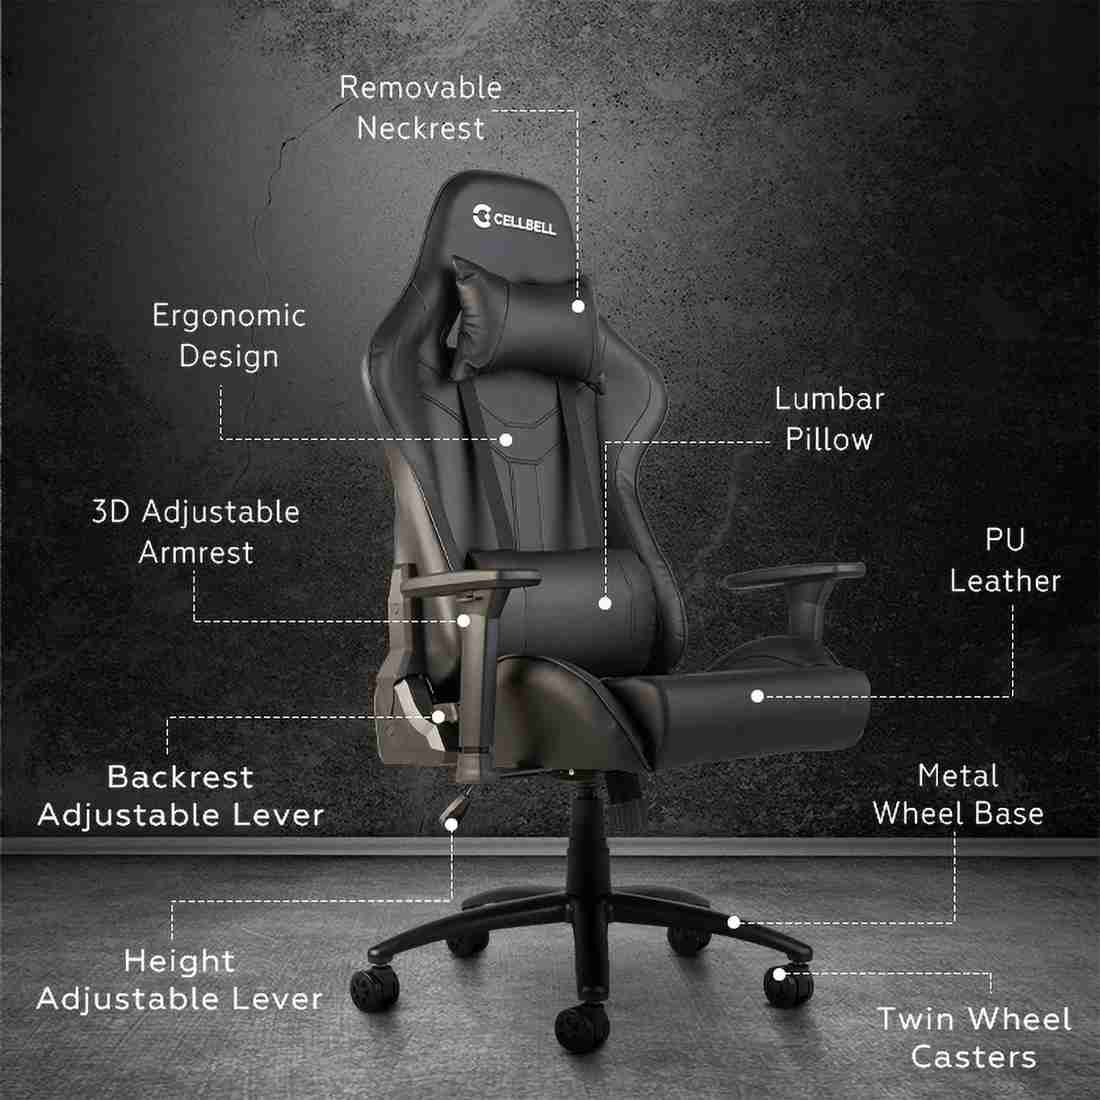 Removable
Neckrest
CELLBELL
Ergonomic
Design
Lumbar
Pillow
3D Adjustable
Armrest
PU
Leather
Backrest
Adjustable Lever
Metal
Wheel Base
Height
Adjustable Lever
Twin Wheel
Casters